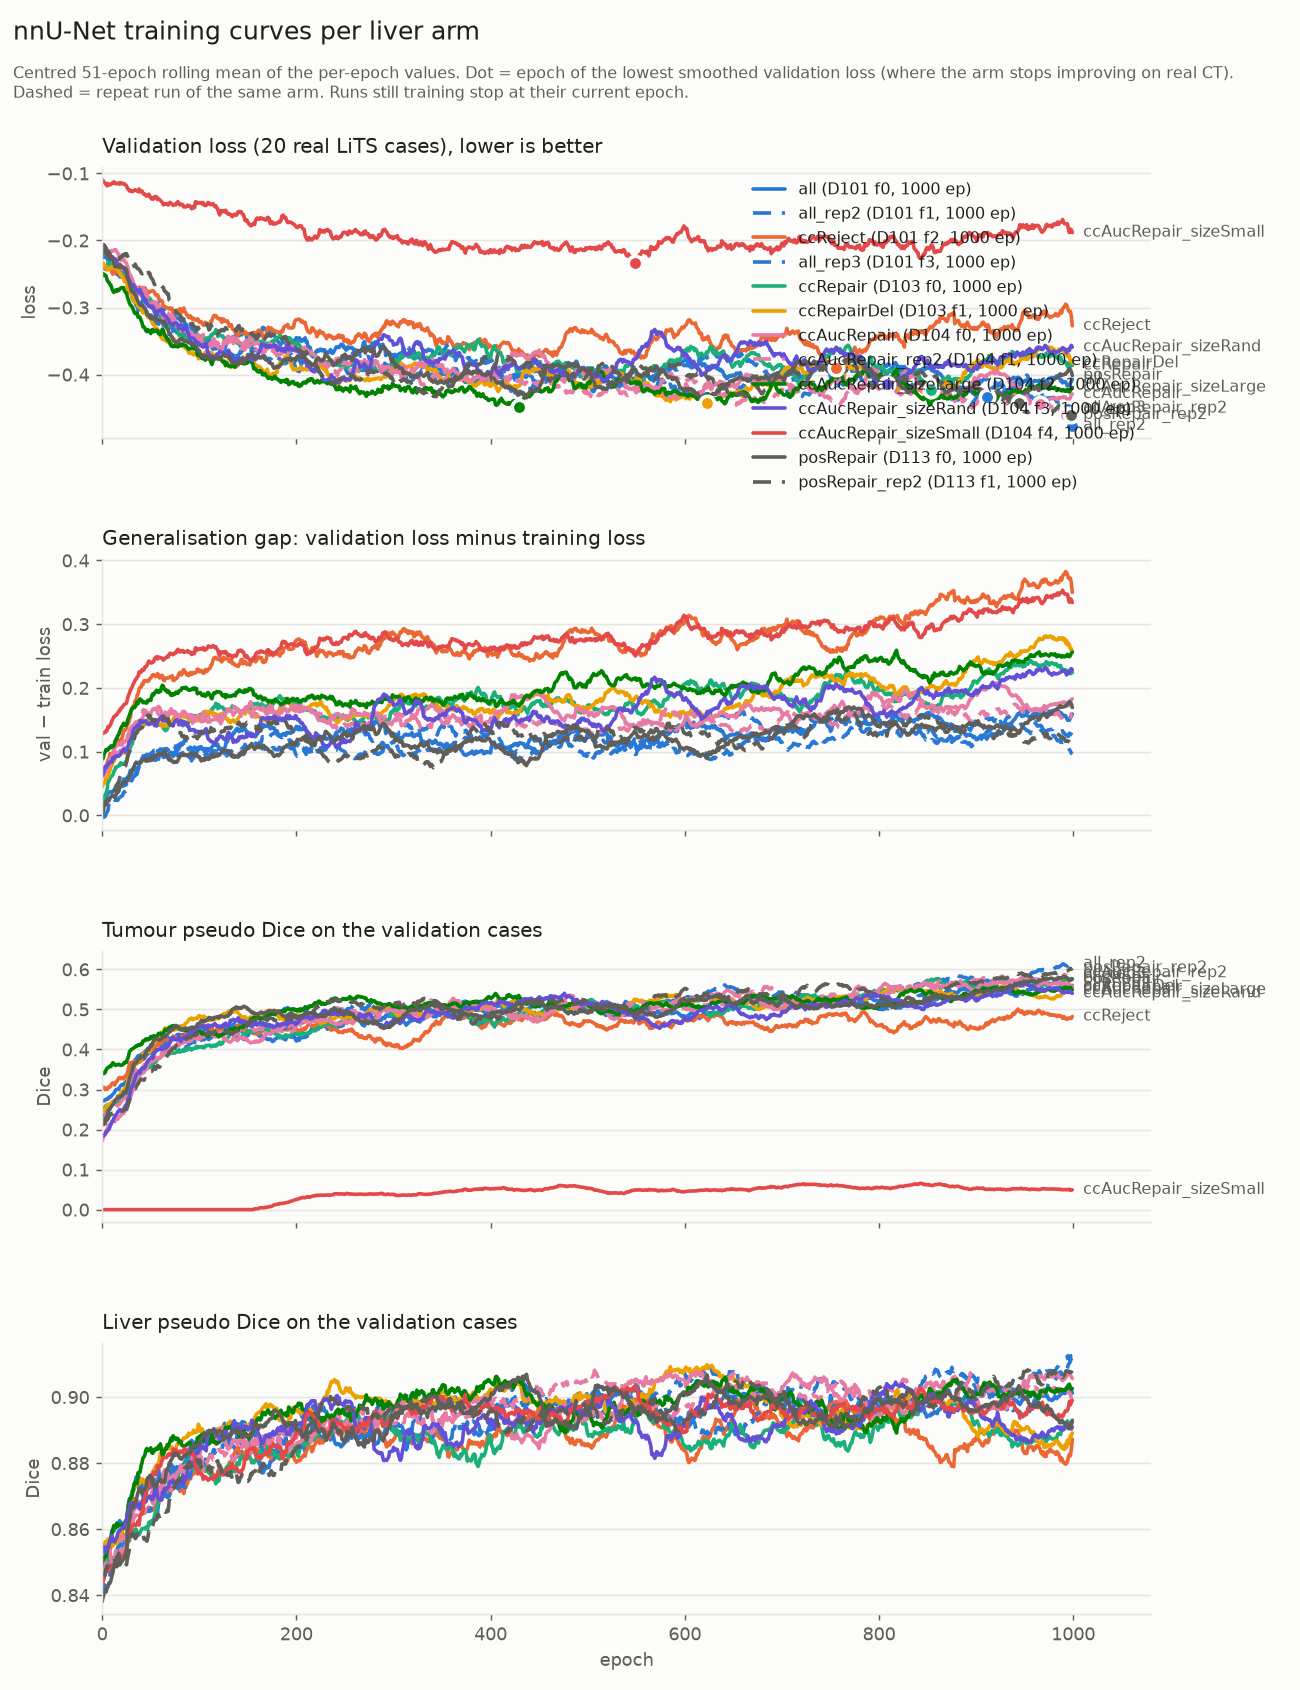 nnU-Net training curves per liver arm
Centred 51-epoch rolling mean of the per-epoch values. Dot = epoch of the lowest smoothed validation loss (where the arm stops improving on real CT).
Dashed = repeat run of the same arm. Runs still training stop at their current epoch.
Validation loss (20 real LiTS cases), lower is better
loss
−0.1
−0.2
−0.3
−0.4
all (D101 f0, 1000 ep)
all_rep2 (D101 f1, 1000 ep)
ccReject (D101 f2, 1000 ep)
all_rep3 (D101 f3, 1000 ep)
ccRepair (D103 f0, 1000 ep)
ccRepairDel (D103 f1, 1000 ep)
ccAucRepair (D104 f0, 1000 ep)
ccAucRepair_rep2 (D104 f1, 1000 ep)
ccAucRepair_sizeLarge (D104 f2, 1000 ep)
ccAucRepair_sizeRand (D104 f3, 1000 ep)
ccAucRepair_sizeSmall (D104 f4, 1000 ep)
posRepair (D113 f0, 1000 ep)
posRepair_rep2 (D113 f1, 1000 ep)
ccAucRepair_sizeSmall
ccReject
ccAucRepair_sizeRand
ccRepairDel
ccRepair
posRepair
ccAucRepair_sizeLarge
ccAucRepair
posRepair_rep2
all_rep2
Generalisation gap: validation loss minus training loss
val − train loss
0.4
0.3
0.2
0.1
0.0
Tumour pseudo Dice on the validation cases
Dice
0.6
0.5
0.4
0.3
0.2
0.1
0.0
all_rep2
posRepair_rep2
ccAucRepair_rep2
ccAucRepair_sizeLarge
ccAucRepair_sizeRand
ccReject
ccAucRepair_sizeSmall
Liver pseudo Dice on the validation cases
Dice
0.90
0.88
0.86
0.84
0
200
400
600
800
1000
epoch